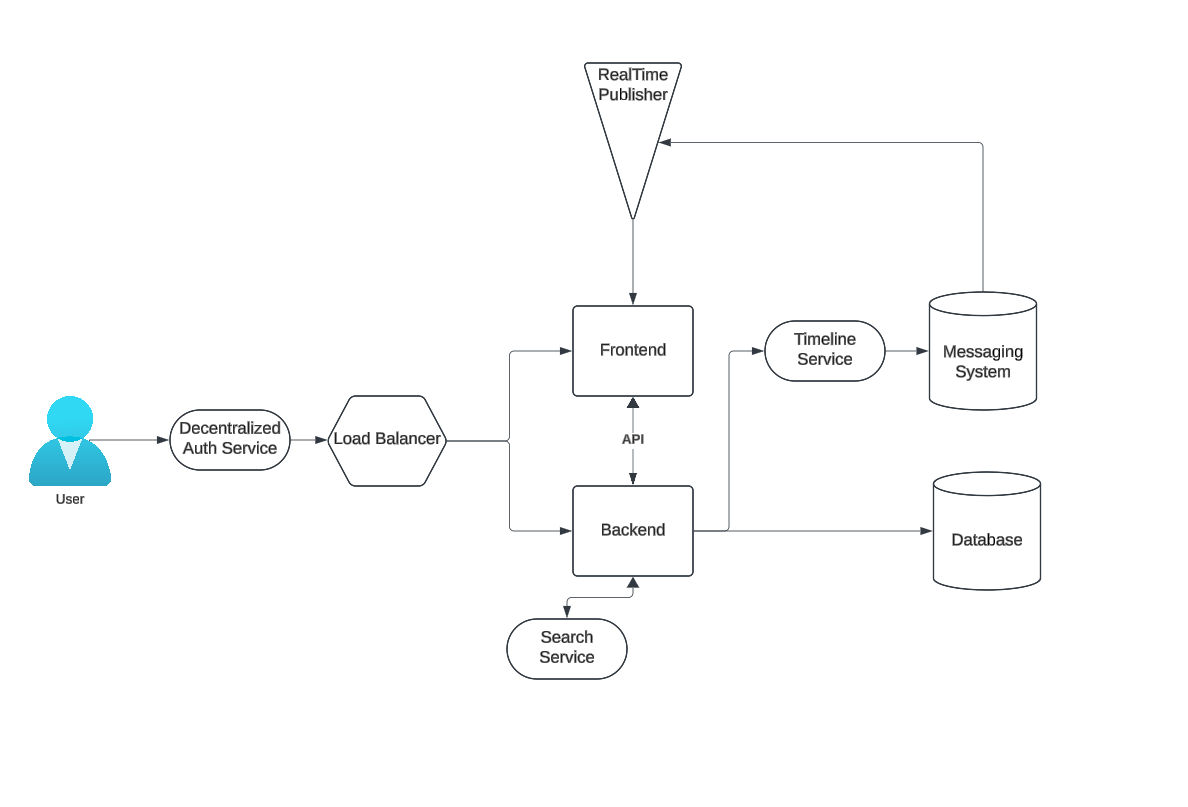 RealTime
Publisher
Frontend
Timeline
Service
Messaging
System
Decentralized
Auth Service
Load Balancer
API
User
Backend
Database
Search
Service